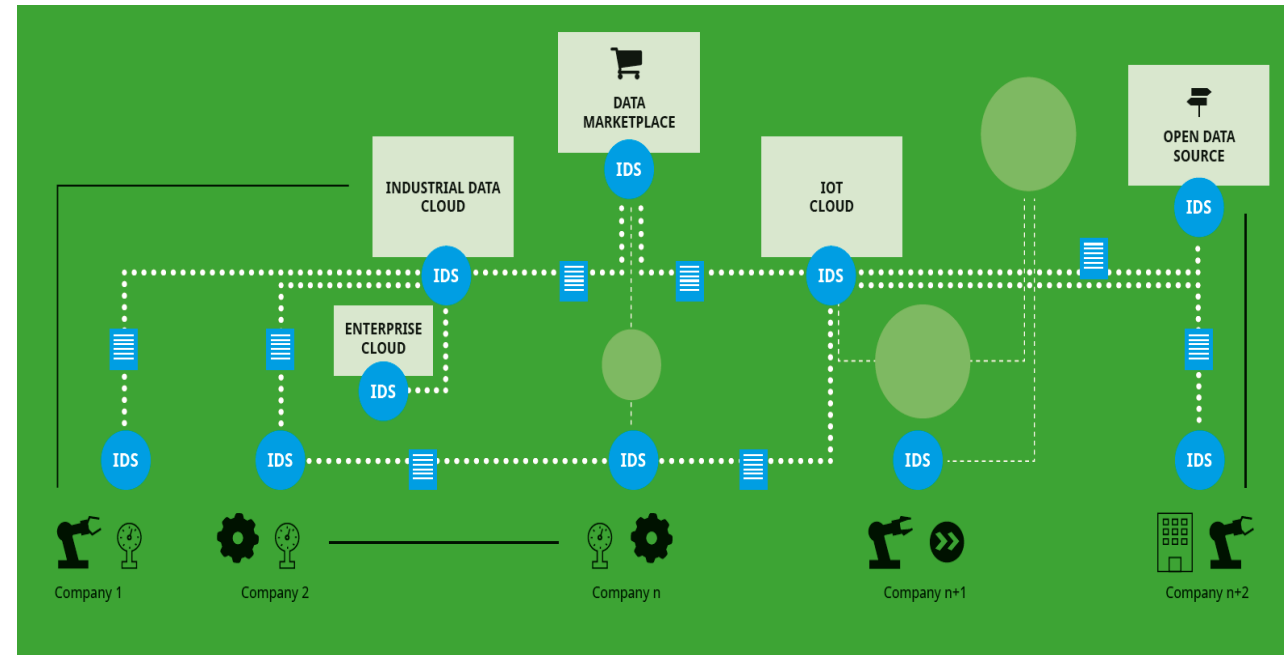 DATA
MARKETPLACE
IDS
OPEN DATA
SOURCE
IDS
INDUSTRIAL DATA
CLOUD
IDS
IOT
CLOUD
IDS
ENTERPRISE
CLOUD
IDS
IDS
IDS
IDS
IDS
IDS
Company 1
Company 2
Company n
Company n+1
Company n+2